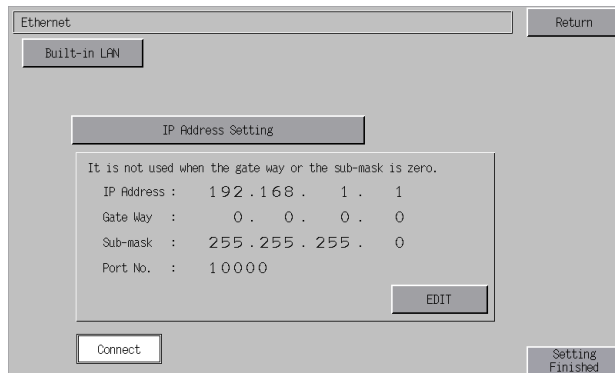 Ethernet
Return
Built-in LAN
IP Address Setting
It is not used when the gate way or the sub-mask is zero.
IP Address : 192.168. 1. 1
Gate Way : 0. 0. 0. 0
Sub-mask : 255.255.255. 0
Port No. : 10000
EDIT
Connect
Setting
Finished